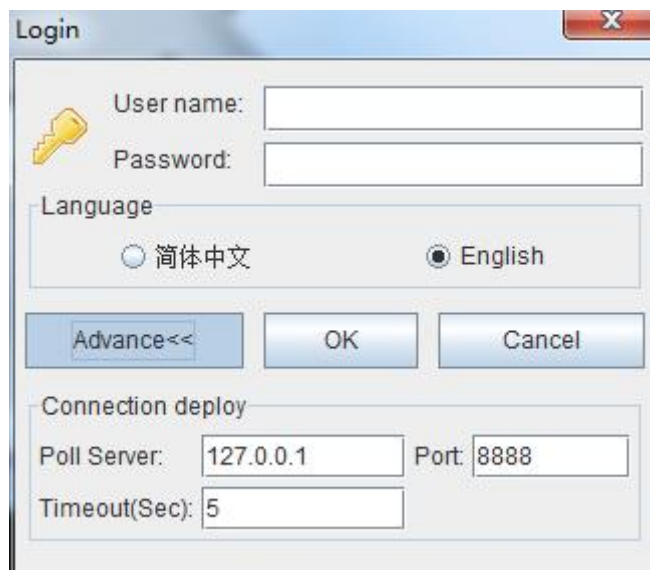 Login
User name:
Password:
Language
简体中文 English
Advance<< OK Cancel
Connection deploy
Poll Server: 127.0.0.1 Port: 8888
Timeout(Sec): 5